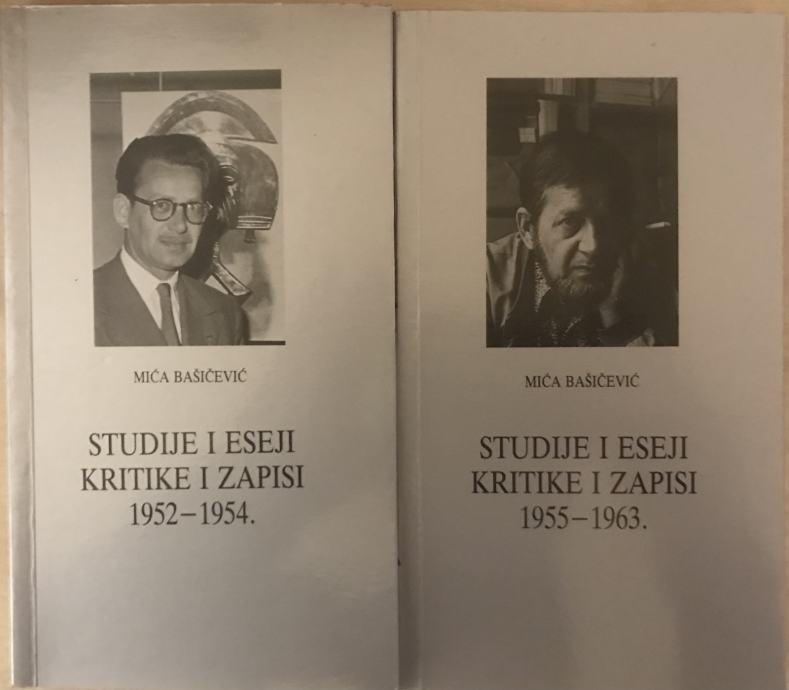 MIĆA BAŠIČEVIĆ
STUDIJE I ESEJI
KRITIKE I ZAPISI
1952–1954.
MIĆA BAŠIČEVIĆ
STUDIJE I ESEJI
KRITIKE I ZAPISI
1955–1963.